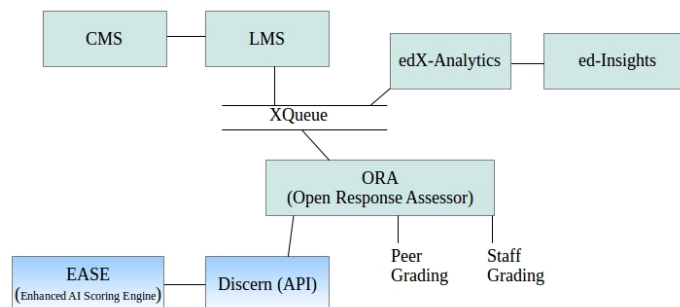 CMS
LMS
edX-Analytics
ed-Insights
XQueue
ORA
(Open Response Assessor)
Peer
Grading
Staff
Grading
EASE
(Enhanced AI Scoring Engine)
Discern (API)